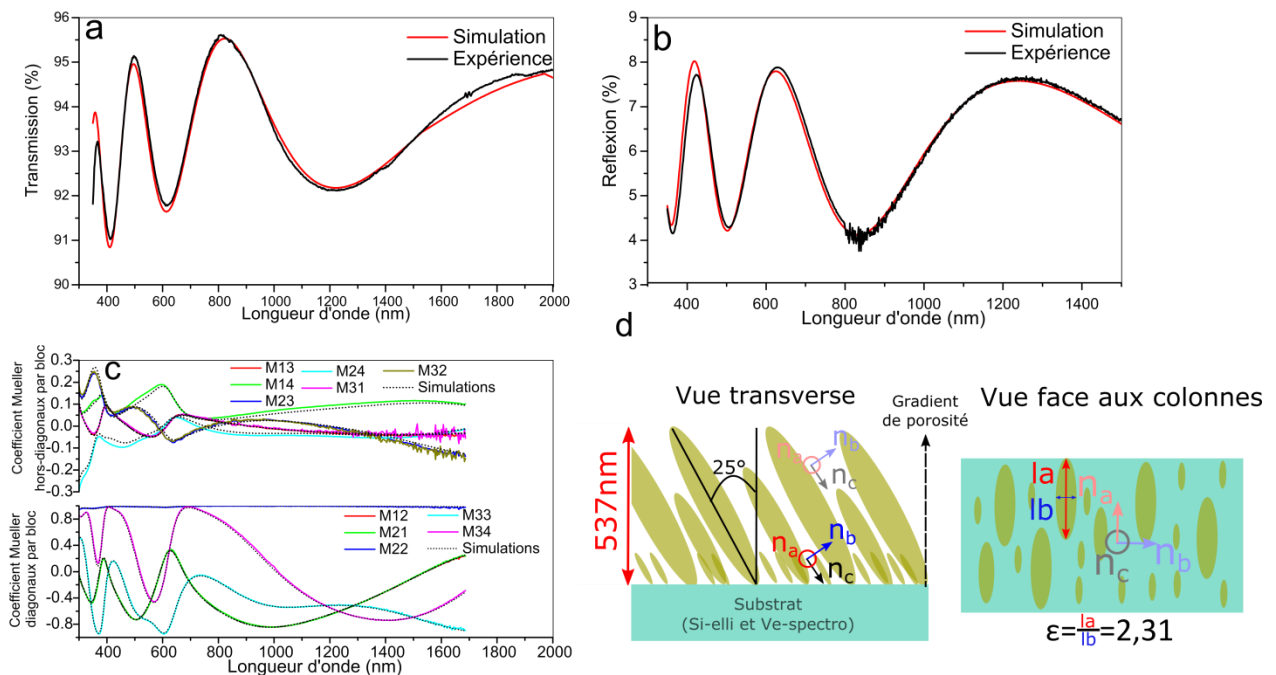 a
Transmission (%)
96
95
94
93
92
91
90
Simulation
Expérience
400 600 800 1000 1200 1400 1600 1800 2000
Longueur d'onde (nm)
b
Reflexion (%)
9
8
7
6
5
4
3
Simulation
Expérience
400 600 800 1000 1200 1400
Longueur d'onde (nm)
c
Coefficient Mueller
hors-diagonaux par bloc
0.3
0.2
0.1
0.0
-0.1
-0.2
-0.3
M13 M24 M32
M14 M31 Simulations
M23
Coefficient Mueller
diagonaux par bloc
0.8
0.4
0.0
-0.4
-0.8
M12 M33
M21 M34
M22 Simulations
400 600 800 1000 1200 1400 1600 1800 2000
Longueur d'onde (nm)
d
Vue transverse
Gradient
de porosité
537nm
25°
na
nb
nc
na
nb
nc
Substrat
(Si-elli et Ve-spectro)
Vue face aux colonnes
la
lb
na
nb
nc
ε=la/lb=2,31